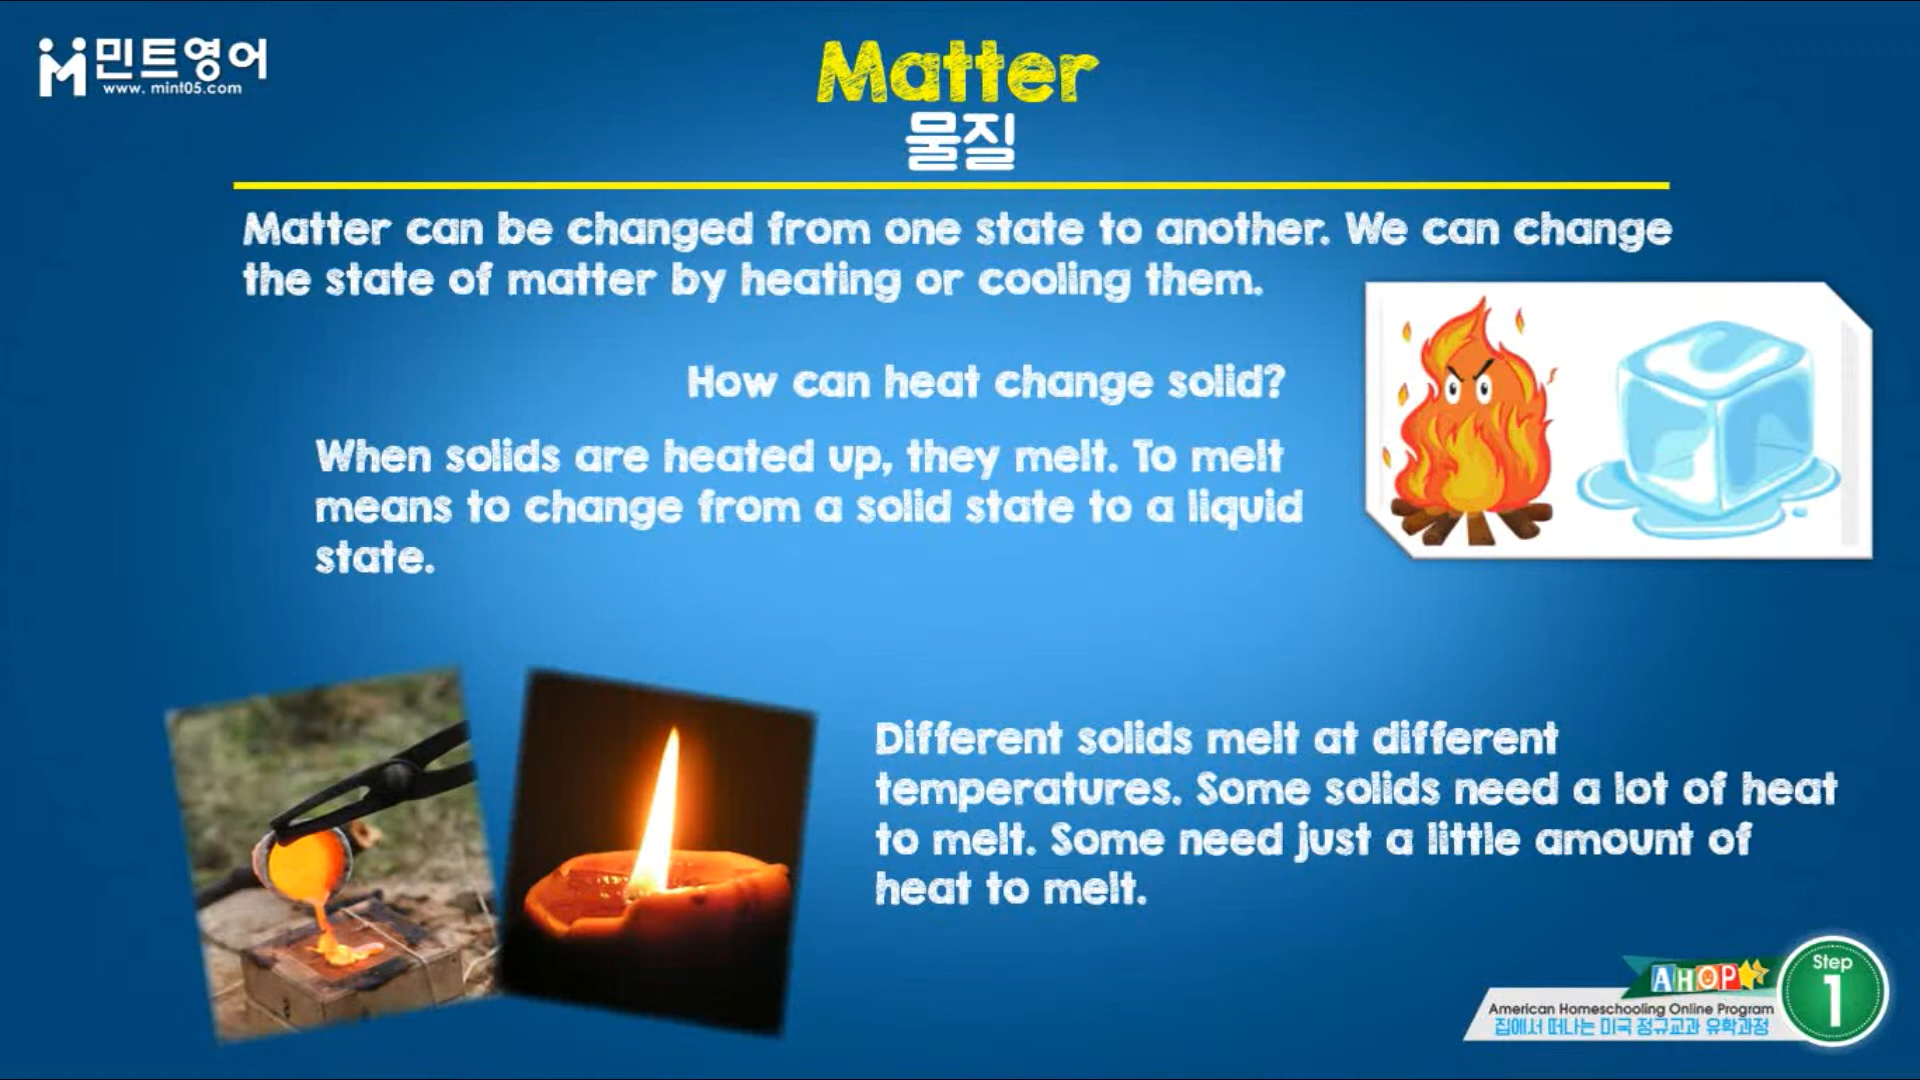 민트영어
www. mint05.com
Matter
물질
Matter can be changed from one state to another. We can change
the state of matter by heating or cooling them.
How can heat change solid?
When solids are heated up, they melt. To melt
means to change from a solid state to a liquid
state.
Different solids melt at different
temperatures. Some solids need a lot of heat
to melt. Some need just a little amount of
heat to melt.
AHOP
American Homeschooling Online Program
집에서 떠나는 미국 정규교과 유학과정
Step
1